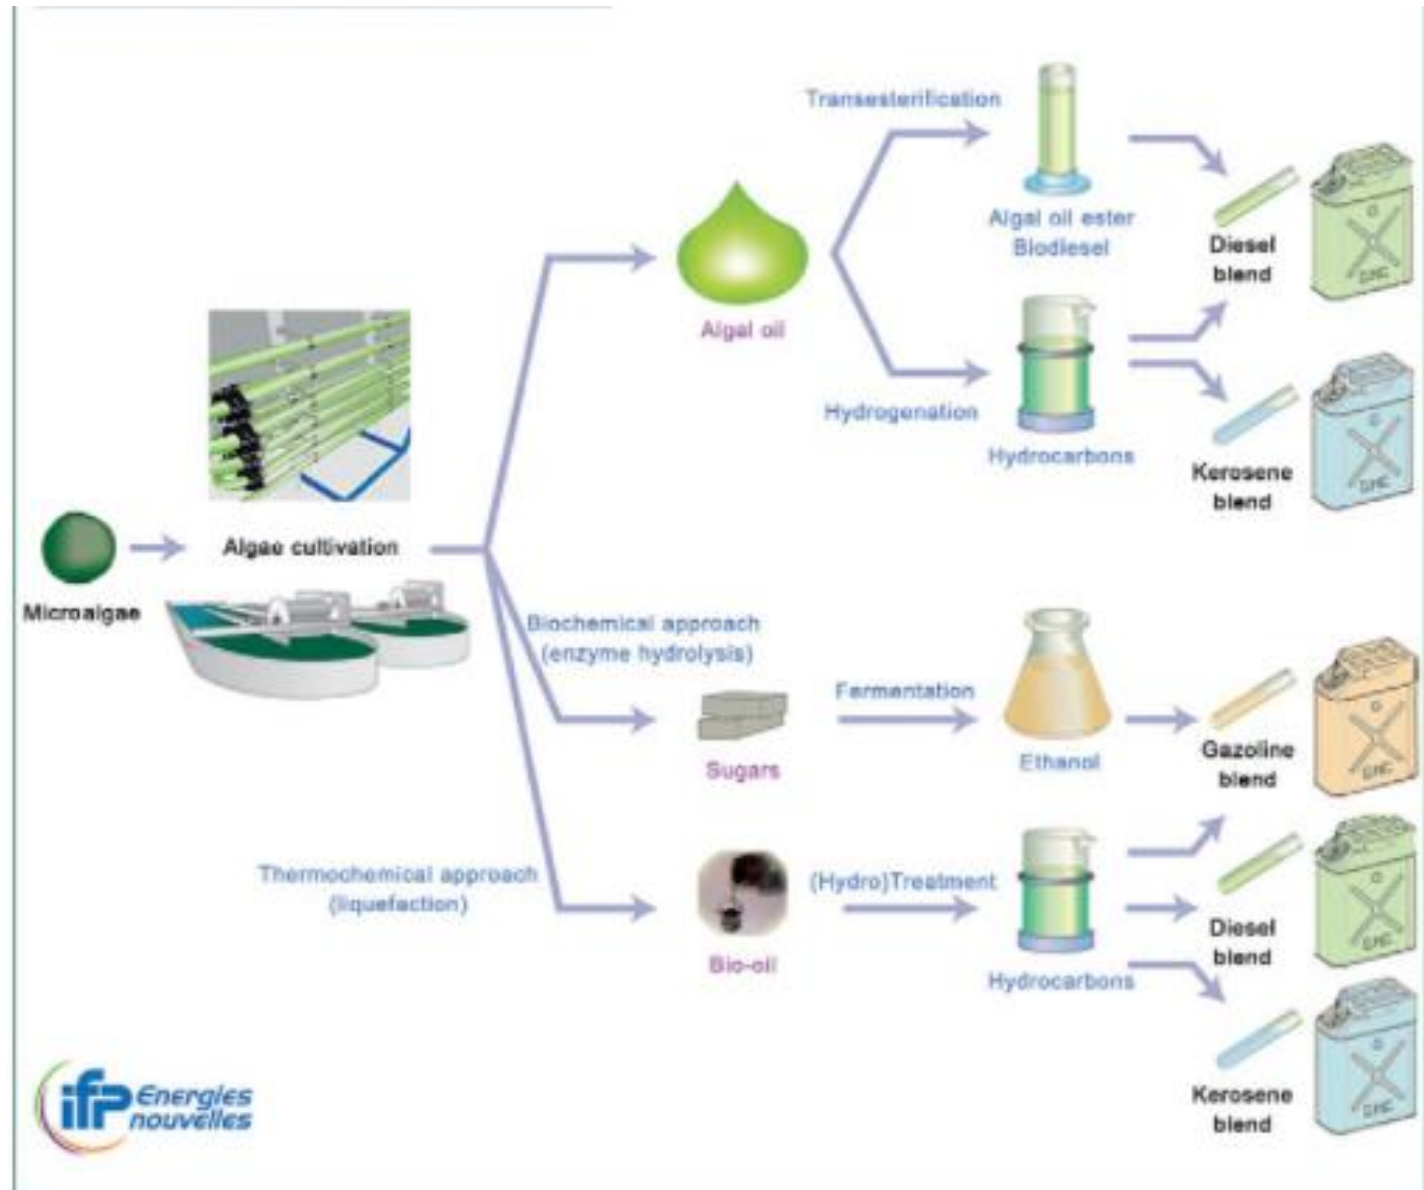 Transesterification
Algal oil ester
Biodiesel
Diesel
blend
Algal oil
Hydrogenation
Hydrocarbons
Kerosene
blend
Microalgae
Algae cultivation
Biochemical approach
(enzyme hydrolysis)
Sugars
Fermentation
Ethanol
Gazoline
blend
Thermochemical approach
(liquefaction)
Bio-oil
(Hydro)Treatment
Hydrocarbons
Diesel
blend
Kerosene
blend
ifp Energies
nouvelles